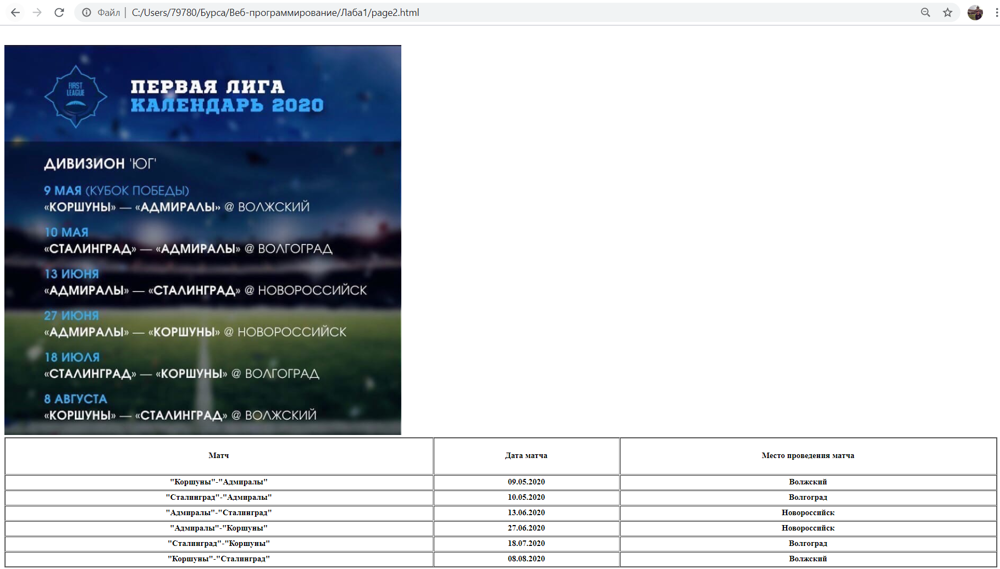 Файл | C:/Users/79780/Бурса/Веб-программирование/Лаба1/page2.html
FIRST
LEAGUE
ПЕРВАЯ ЛИГА
КАЛЕНДАРЬ 2020
ДИВИЗИОН 'ЮГ'
9 МАЯ (КУБОК ПОБЕДЫ)
«КОРШУНЫ» — «АДМИРАЛЫ» @ ВОЛЖСКИЙ
10 МАЯ
«СТАЛИНГРАД» — «АДМИРАЛЫ» @ ВОЛГОГРАД
13 ИЮНЯ
«АДМИРАЛЫ» — «СТАЛИНГРАД» @ НОВОРОССИЙСК
27 ИЮНЯ
«АДМИРАЛЫ» — «КОРШУНЫ» @ НОВОРОССИЙСК
18 ИЮЛЯ
«СТАЛИНГРАД» — «КОРШУНЫ» @ ВОЛГОГРАД
8 АВГУСТА
«КОРШУНЫ» — «СТАЛИНГРАД» @ ВОЛЖСКИЙ
Матч Дата матча Место проведения матча
"Коршуны"-"Адмиралы" 09.05.2020 Волжский
"Сталинград"-"Адмиралы" 10.05.2020 Волгоград
"Адмиралы"-"Сталинград" 13.06.2020 Новороссийск
"Адмиралы"-"Коршуны" 27.06.2020 Новороссийск
"Сталинград"-"Коршуны" 18.07.2020 Волгоград
"Коршуны"-"Сталинград" 08.08.2020 Волжский